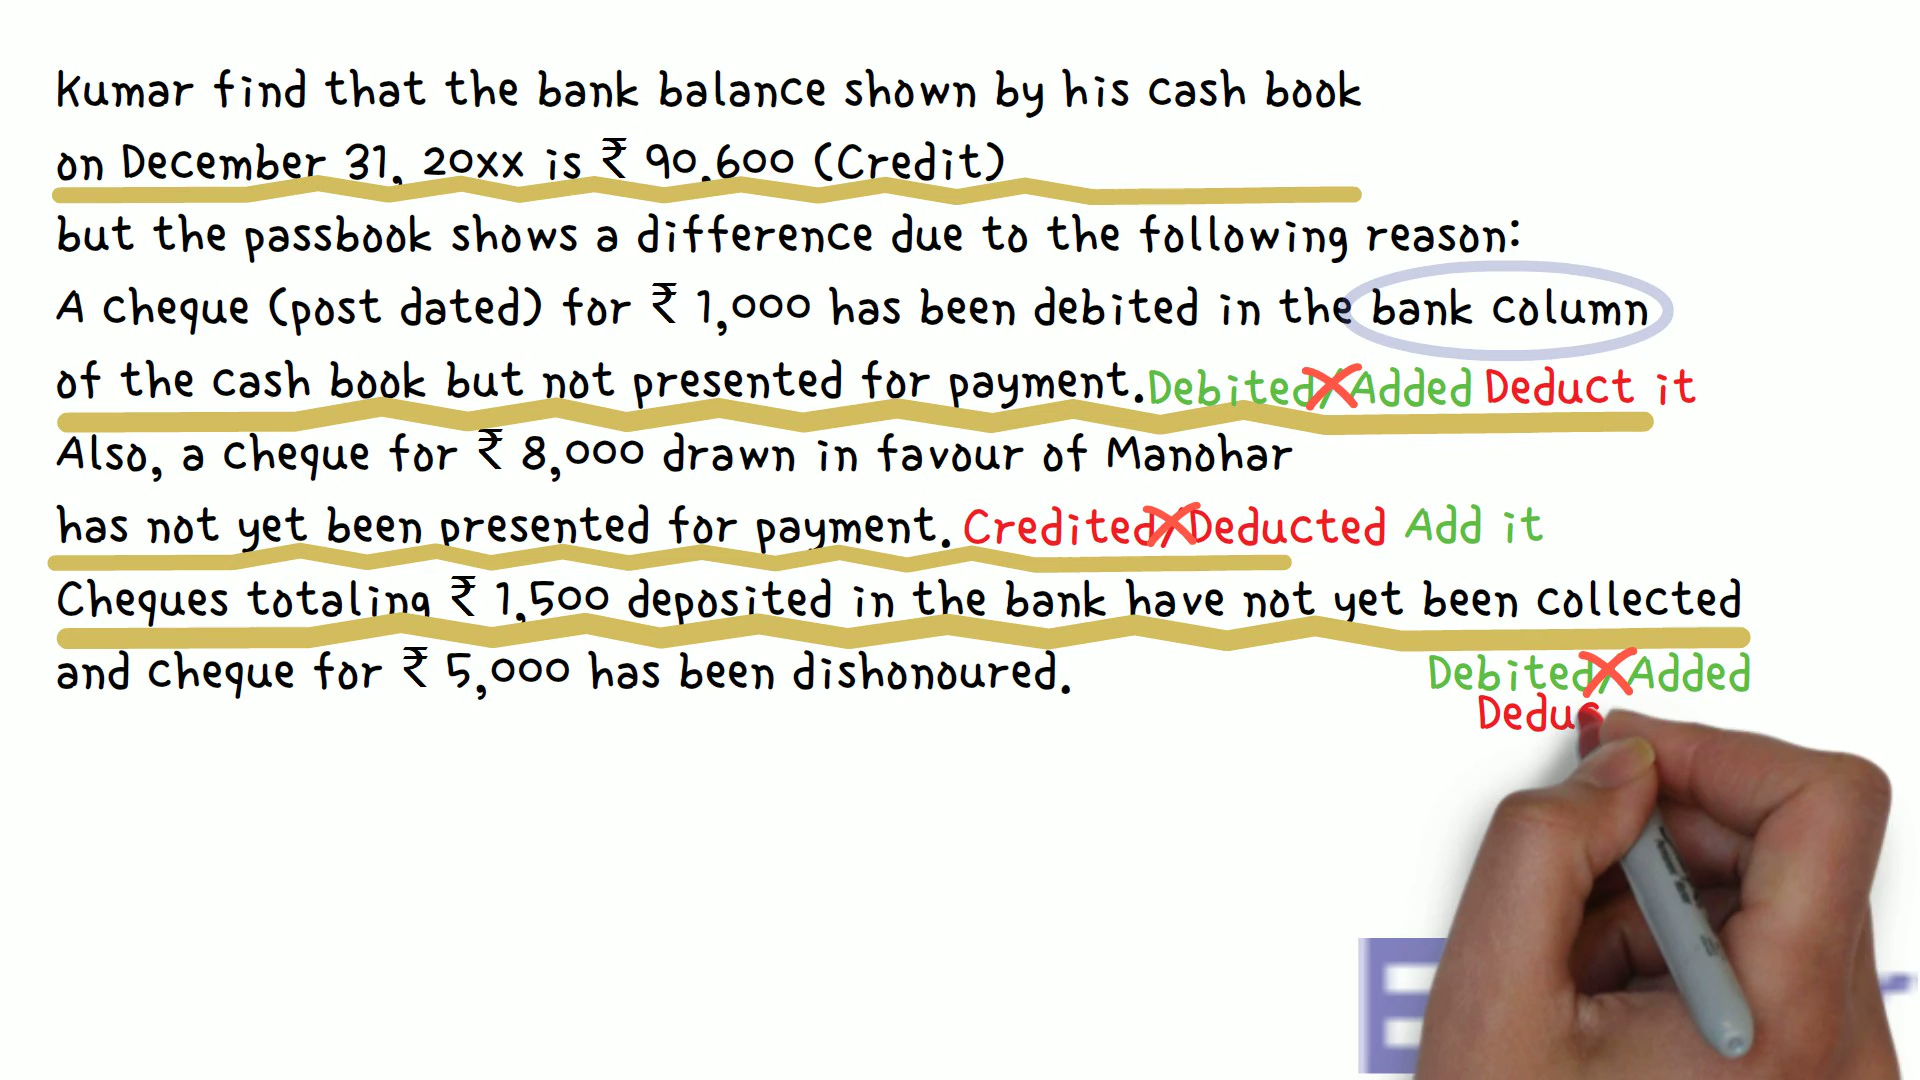 Kumar find that the bank balance shown by his cash book
on December 31, 20xx is ₹ 90,600 (Credit)
but the passbook shows a difference due to the following reason:
A cheque (post dated) for ₹ 1,000 has been debited in the bank column
of the cash book but not presented for payment. Debited/Added Deduct it
Also, a cheque for ₹ 8,000 drawn in favour of Manohar
has not yet been presented for payment. Credited/Deducted Add it
Cheques totaling ₹ 1,500 deposited in the bank have not yet been collected
and cheque for ₹ 5,000 has been dishonoured. Debited/Added